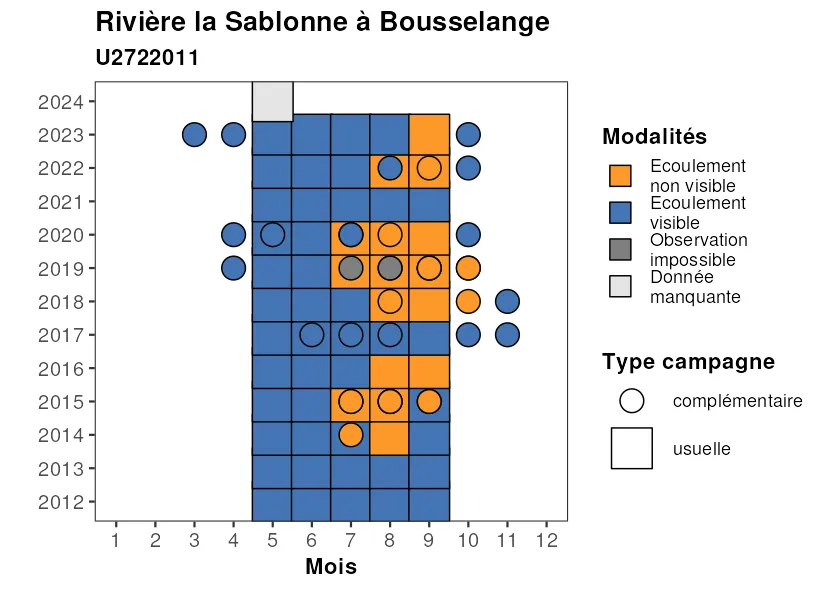 Rivière la Sablonne à Bousselange
U2722011
2024
2023
2022
2021
2020
2019
2018
2017
2016
2015
2014
2013
2012
1 2 3 4 5 6 7 8 9 10 11 12
Mois
Modalités
Ecoulement
non visible
Ecoulement
visible
Observation
impossible
Donnée
manquante
Type campagne
complémentaire
usuelle